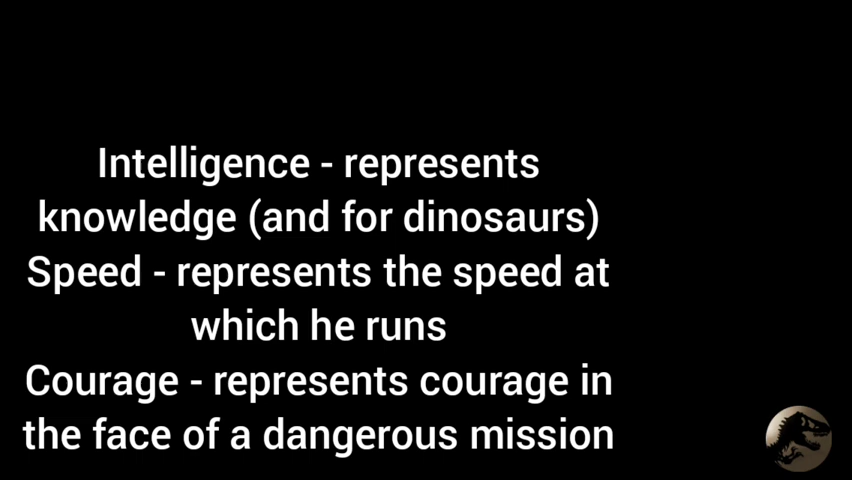 Intelligence - represents
knowledge (and for dinosaurs)
Speed - represents the speed at
which he runs
Courage - represents courage in
the face of a dangerous mission